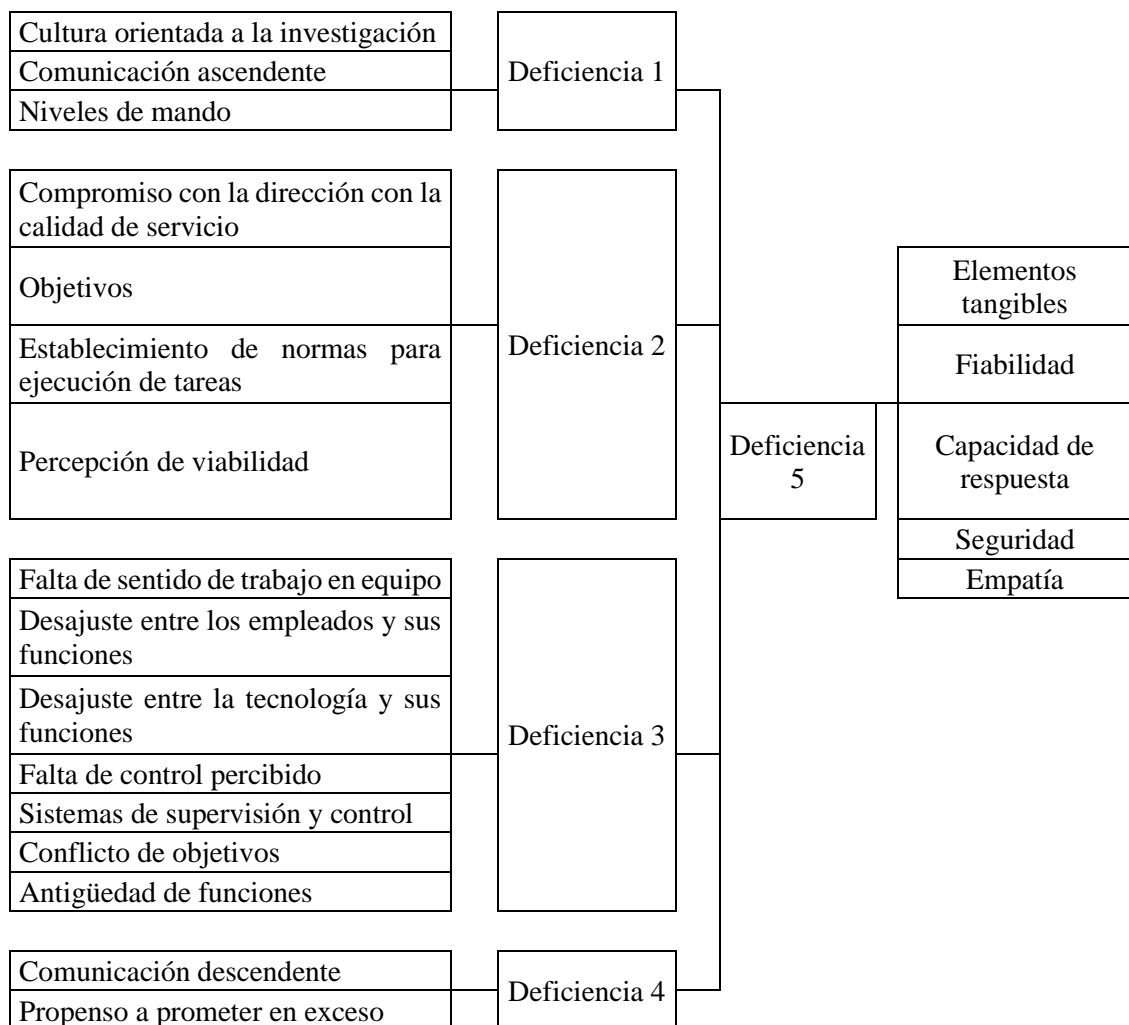 Cultura orientada a la investigación
Comunicación ascendente
Niveles de mando
Deficiencia 1
Compromiso con la dirección con la
calidad de servicio
Objetivos
Establecimiento de normas para
ejecución de tareas
Percepción de viabilidad
Deficiencia 2
Falta de sentido de trabajo en equipo
Desajuste entre los empleados y sus
funciones
Desajuste entre la tecnología y sus
funciones
Falta de control percibido
Sistemas de supervisión y control
Conflicto de objetivos
Antigüedad de funciones
Deficiencia 3
Comunicación descendente
Propenso a prometer en exceso
Deficiencia 4
Deficiencia
5
Elementos
tangibles
Fiabilidad
Capacidad de
respuesta
Seguridad
Empatía